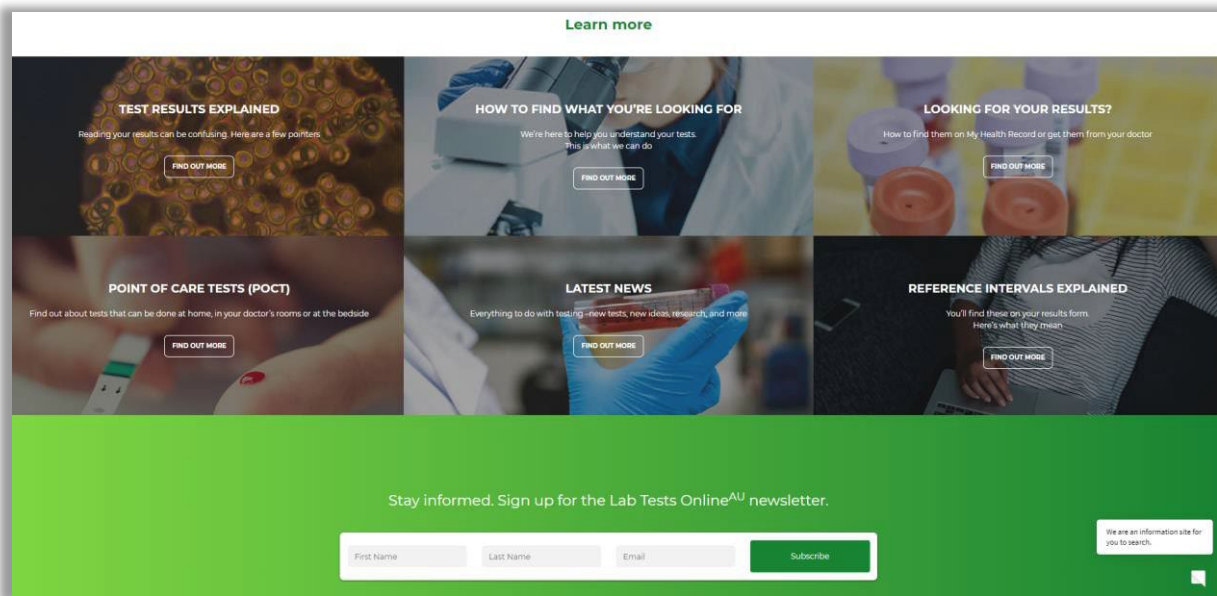 Learn more
TEST RESULTS EXPLAINED
Reading your results can be confusing. Here are a few pointers
FIND OUT MORE
HOW TO FIND WHAT YOU'RE LOOKING FOR
We're here to help you understand your tests.
This is what we can do
FIND OUT MORE
LOOKING FOR YOUR RESULTS?
How to find them on My Health Record or get them from your doctor
FIND OUT MORE
POINT OF CARE TESTS (POCT)
Find out about tests that can be done at home, in your doctor's rooms or at the bedside
FIND OUT MORE
LATEST NEWS
Everything to do with testing –new tests, new ideas, research, and more
FIND OUT MORE
REFERENCE INTERVALS EXPLAINED
You'll find these on your results form.
Here's what they mean
FIND OUT MORE
Stay informed. Sign up for the Lab Tests Online^AU newsletter.
First Name
Last Name
Email
Subscribe
We are an information site for
you to search.